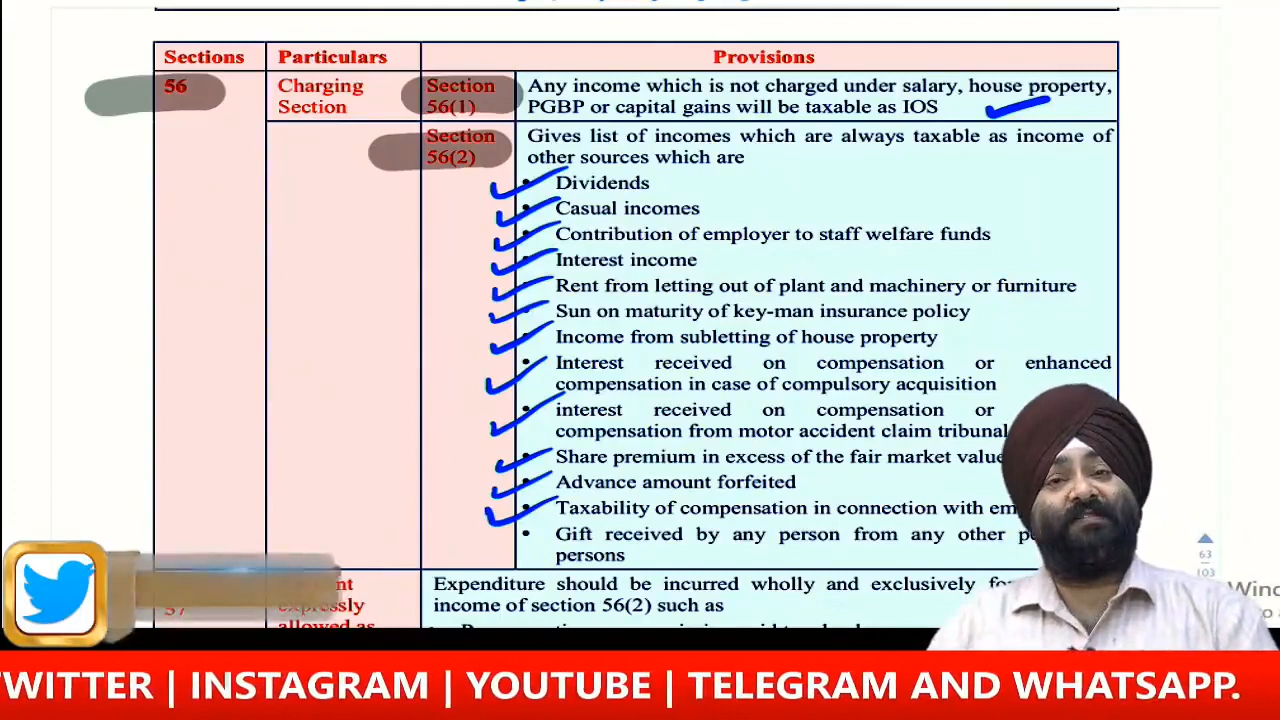 Sections Particulars Provisions
56 Charging Section Section 56(1) Any income which is not charged under salary, house property,
PGBP or capital gains will be taxable as IOS
Section 56(2) Gives list of incomes which are always taxable as income of
other sources which are
• Dividends
• Casual incomes
• Contribution of employer to staff welfare funds
• Interest income
• Rent from letting out of plant and machinery or furniture
• Sun on maturity of key-man insurance policy
• Income from subletting of house property
• Interest received on compensation or enhanced
compensation in case of compulsory acquisition
• interest received on compensation or
compensation from motor accident claim tribunal
• Share premium in excess of the fair market value
• Advance amount forfeited
• Taxability of compensation in connection with em
• Gift received by any person from any other
persons
57 expressly
allowed as
Expenditure should be incurred wholly and exclusively
income of section 56(2) such as
63
103
TWITTER | INSTAGRAM | YOUTUBE | TELEGRAM AND WHATSAPP.